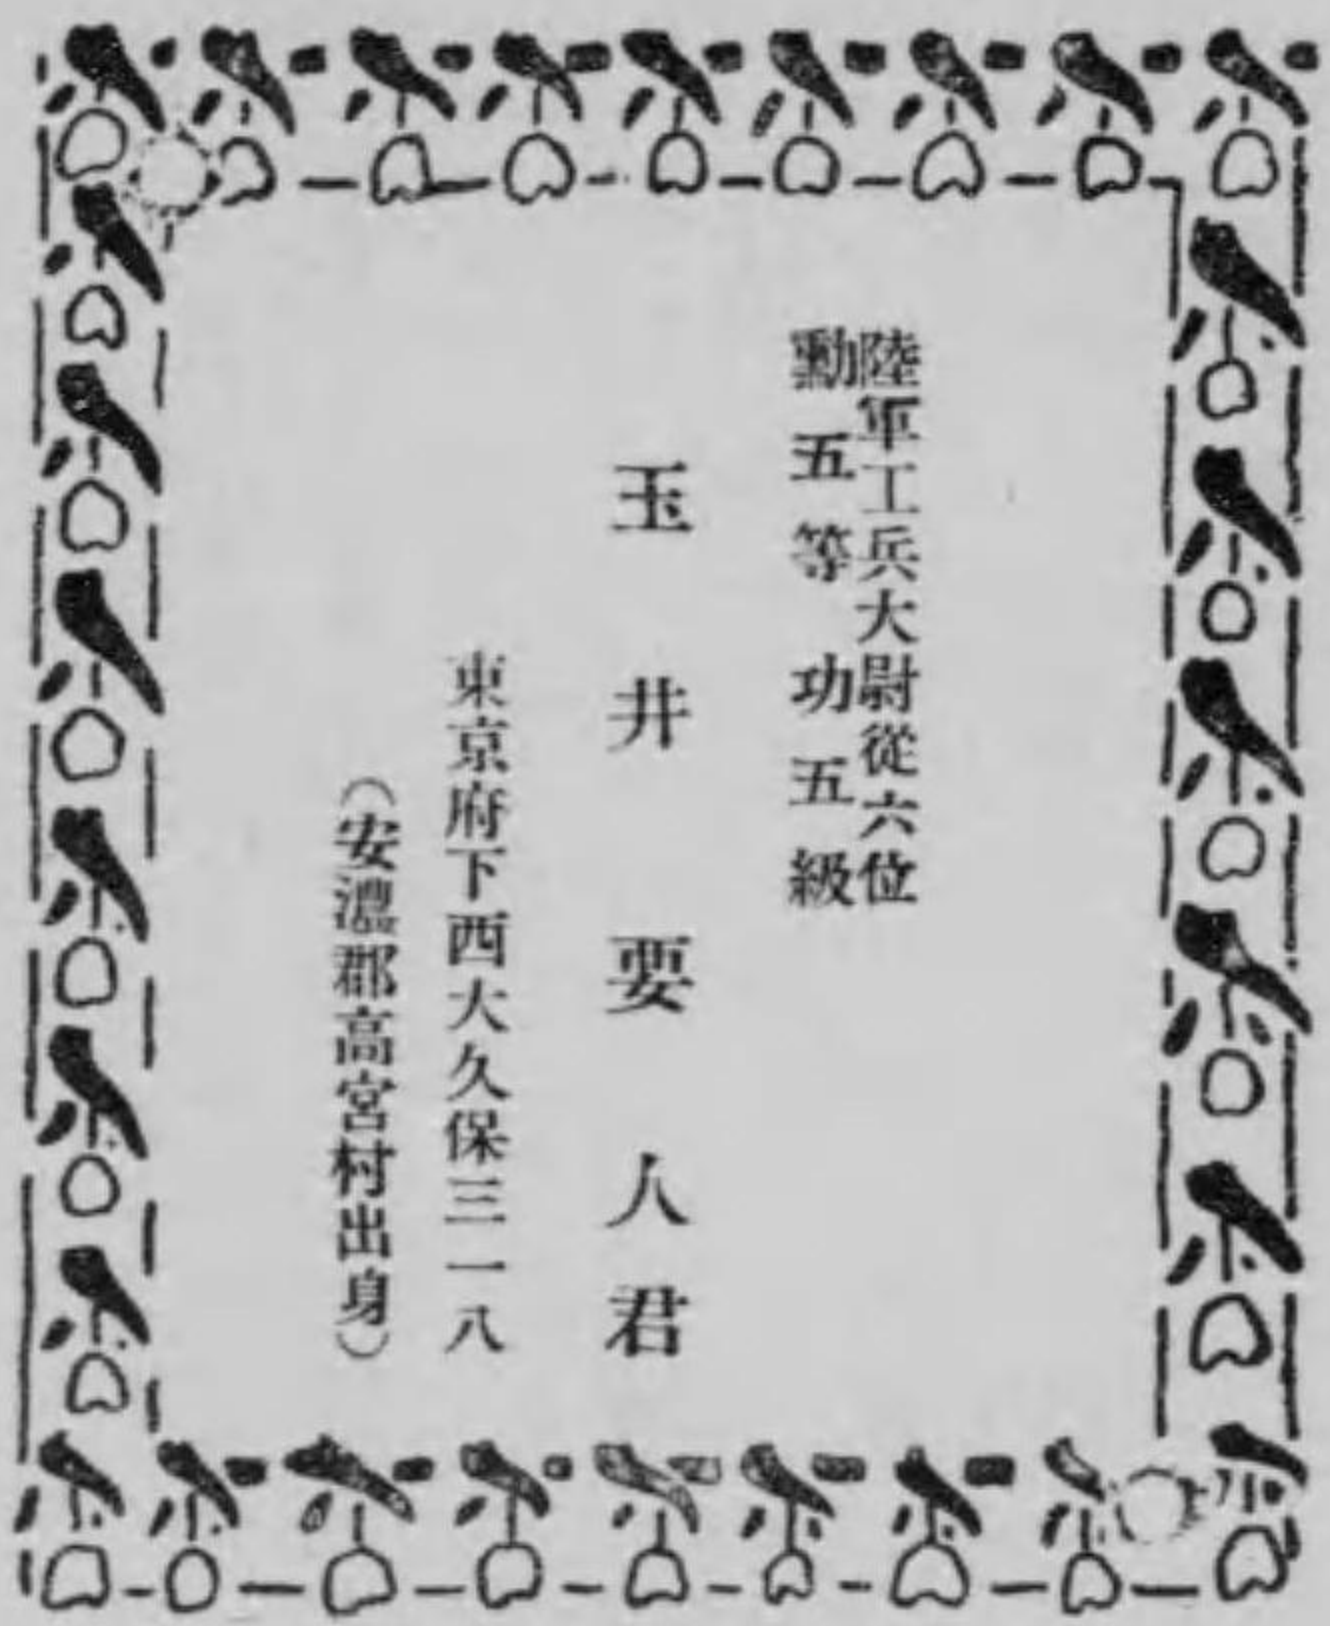 陸軍工兵大尉從六位
勳五等功五級
玉井要人君
東京府下西大久保三一八
（安濃郡高宮村出身）